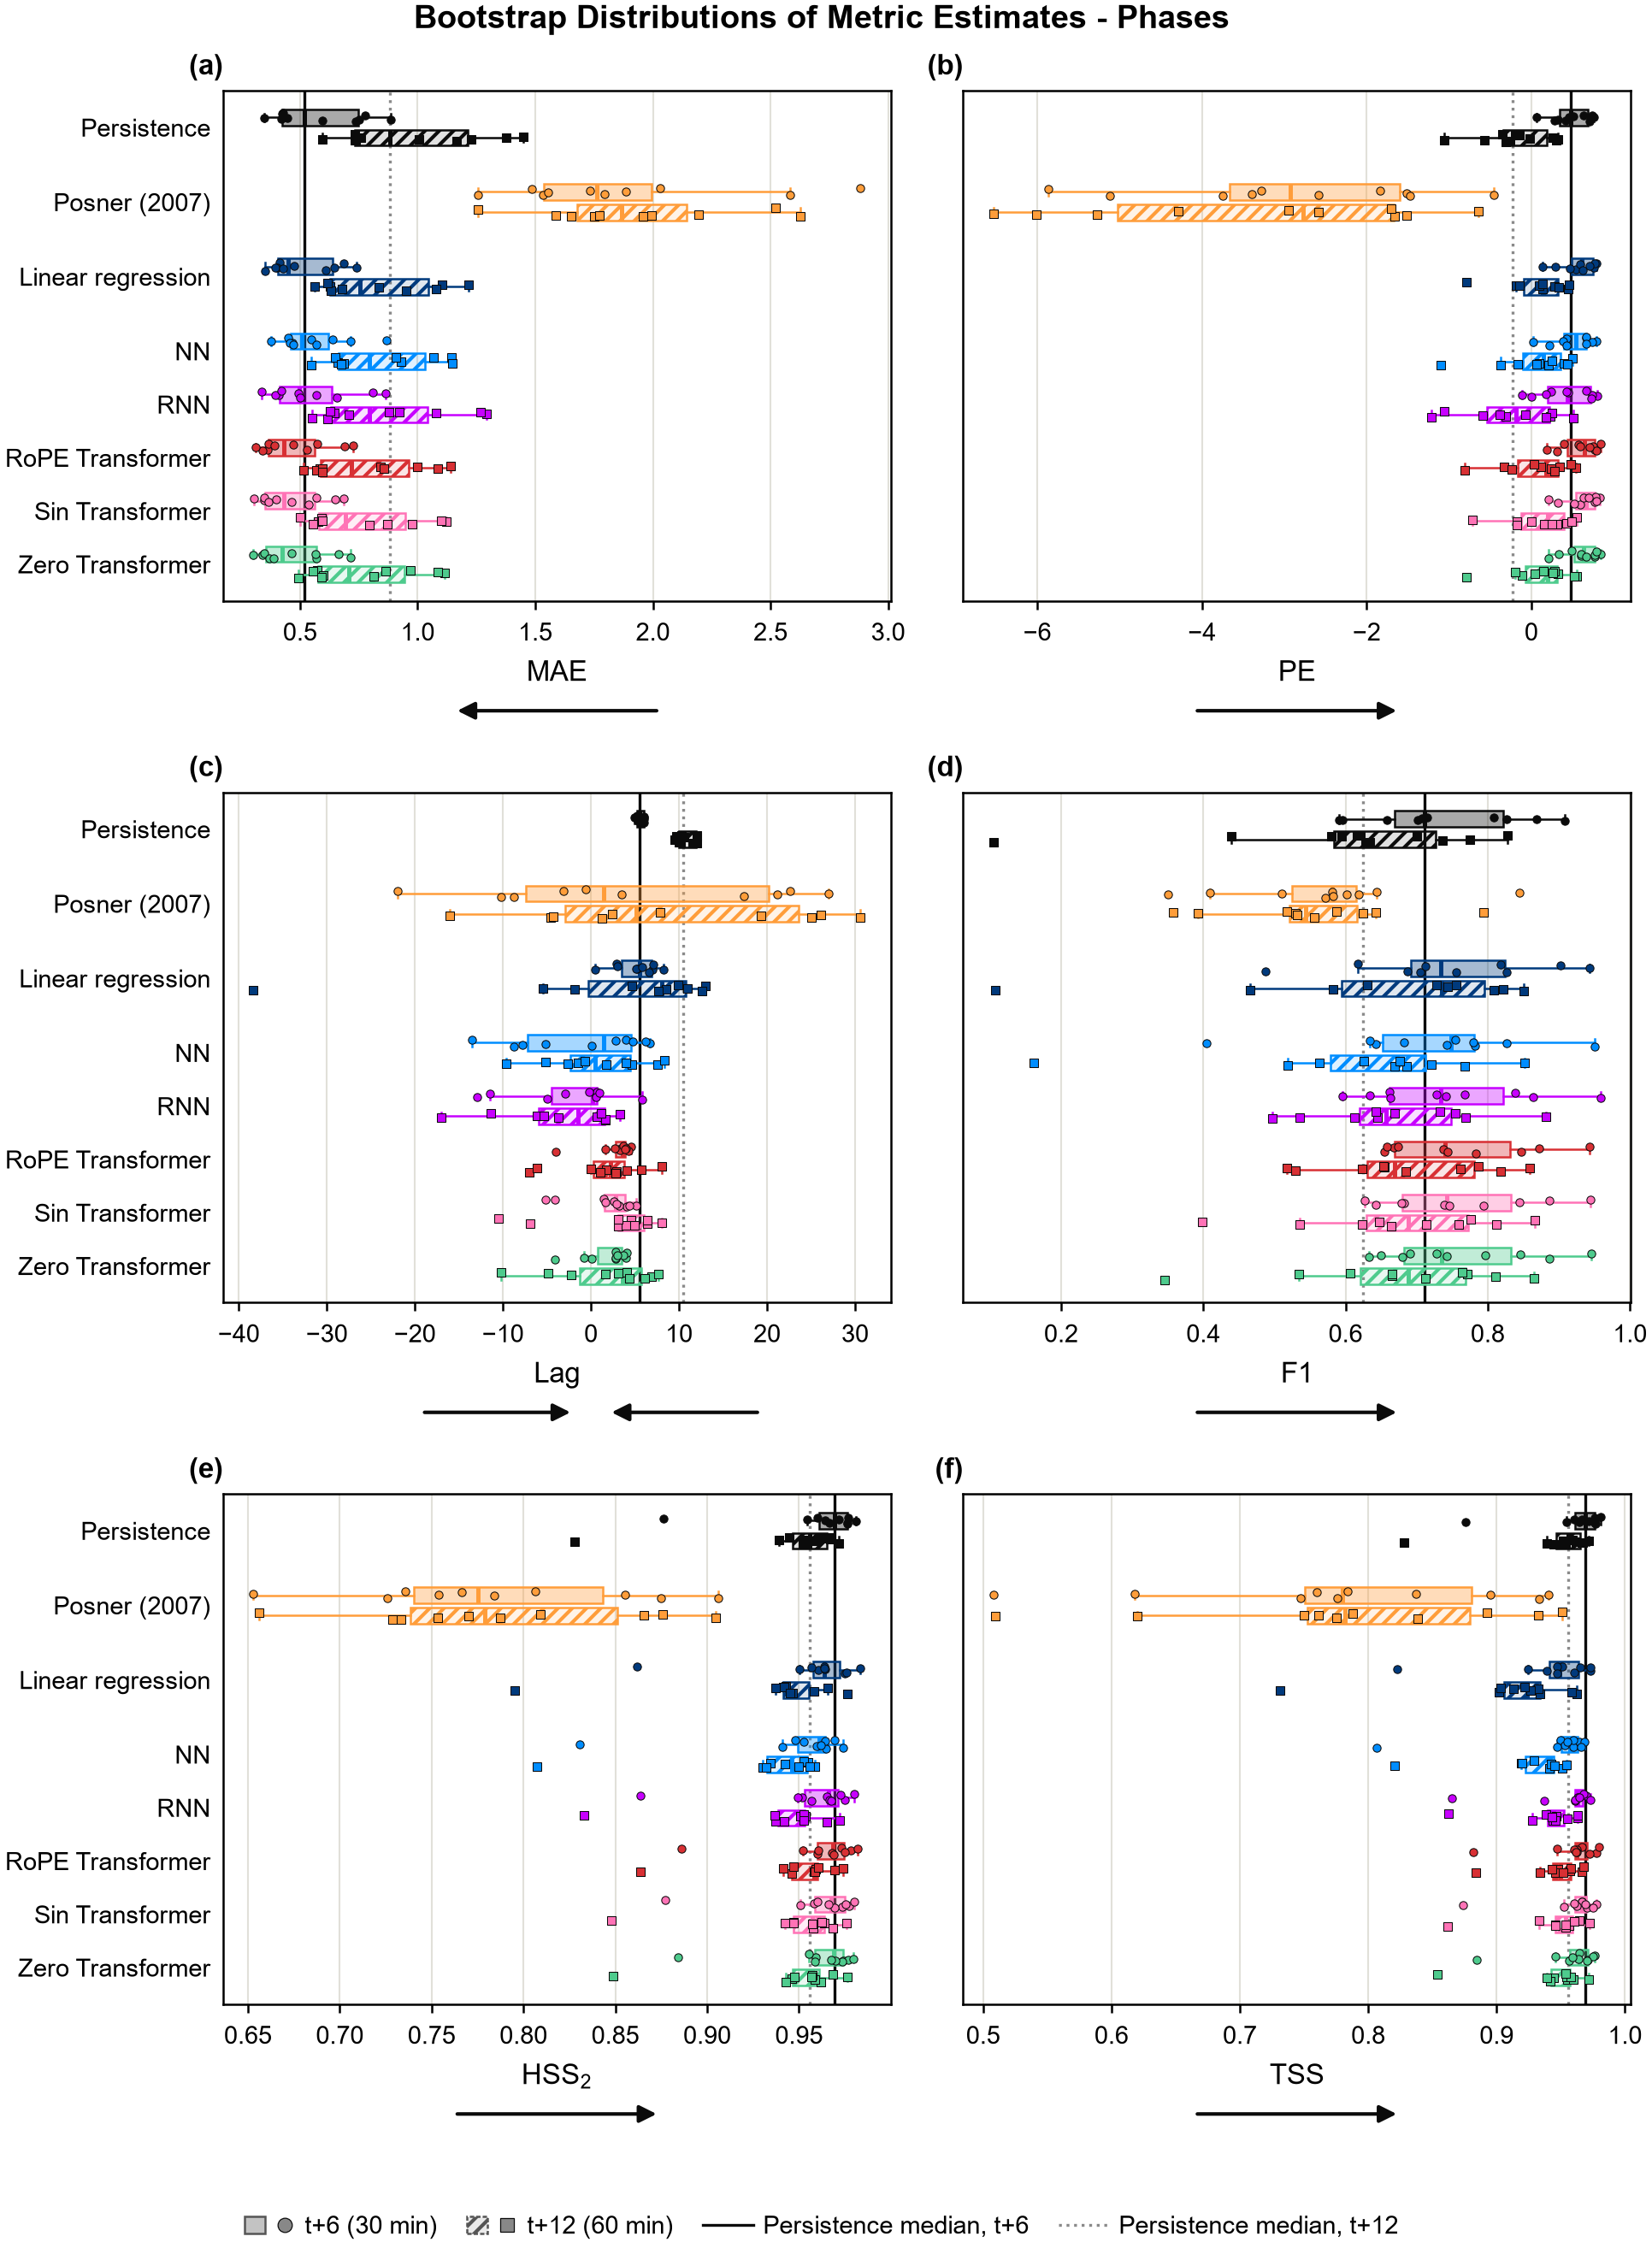 Bootstrap Distributions of Metric Estimates - Phases
(a)
(b)
Persistence
Posner (2007)
Linear regression
NN
RNN
RoPE Transformer
Sin Transformer
Zero Transformer
0.5 1.0 1.5 2.0 2.5 3.0
−6 −4 −2 0
MAE
PE
(c)
(d)
Persistence
Posner (2007)
Linear regression
NN
RNN
RoPE Transformer
Sin Transformer
Zero Transformer
−40 −30 −20 −10 0 10 20 30
0.2 0.4 0.6 0.8 1.0
Lag
F1
(e)
(f)
Persistence
Posner (2007)
Linear regression
NN
RNN
RoPE Transformer
Sin Transformer
Zero Transformer
0.65 0.70 0.75 0.80 0.85 0.90 0.95
0.5 0.6 0.7 0.8 0.9 1.0
HSS₂
TSS
t+6 (30 min) t+12 (60 min) Persistence median, t+6 Persistence median, t+12